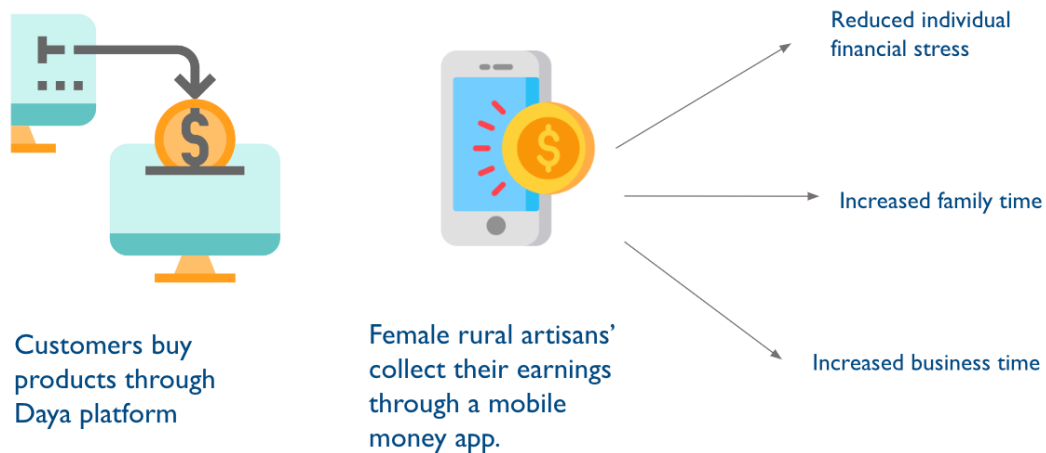 Customers buy
products through
Daya platform
Female rural artisans’
collect their earnings
through a mobile
money app.
Reduced individual
financial stress
Increased family time
Increased business time